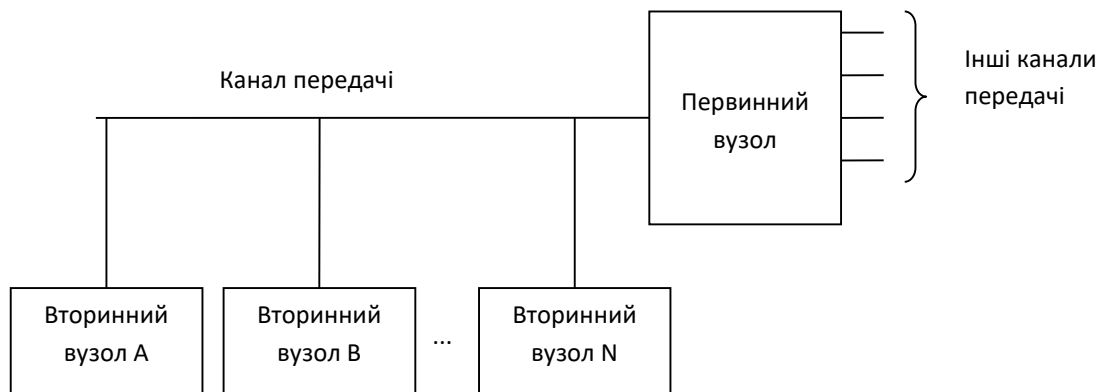 Канал передачі
Первинний
вузол
Інші канали
передачі
Вторинний
вузол A
Вторинний
вузол B
...
Вторинний
вузол N